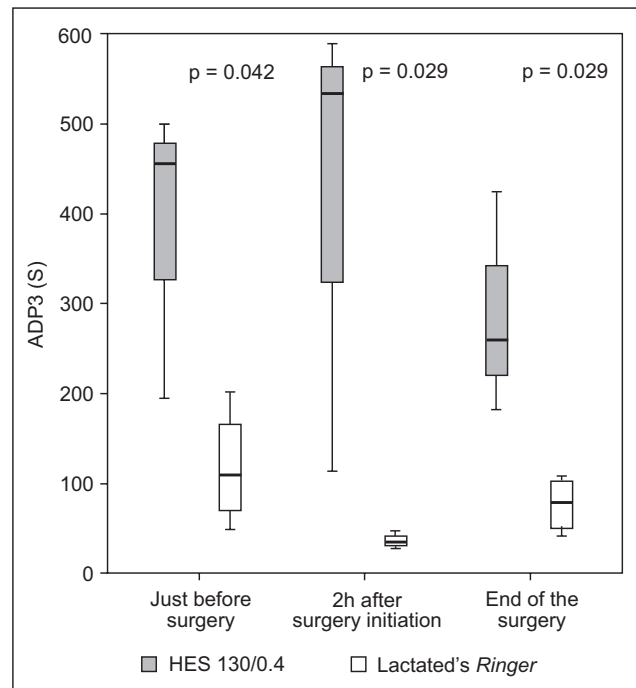 600
p = 0.042 p = 0.029 p = 0.029
500
400
ADP3 (S)
300
200
100
0
Just before 2h after End of the
surgery surgery initiation surgery
HES 130/0.4 Lactated's Ringer